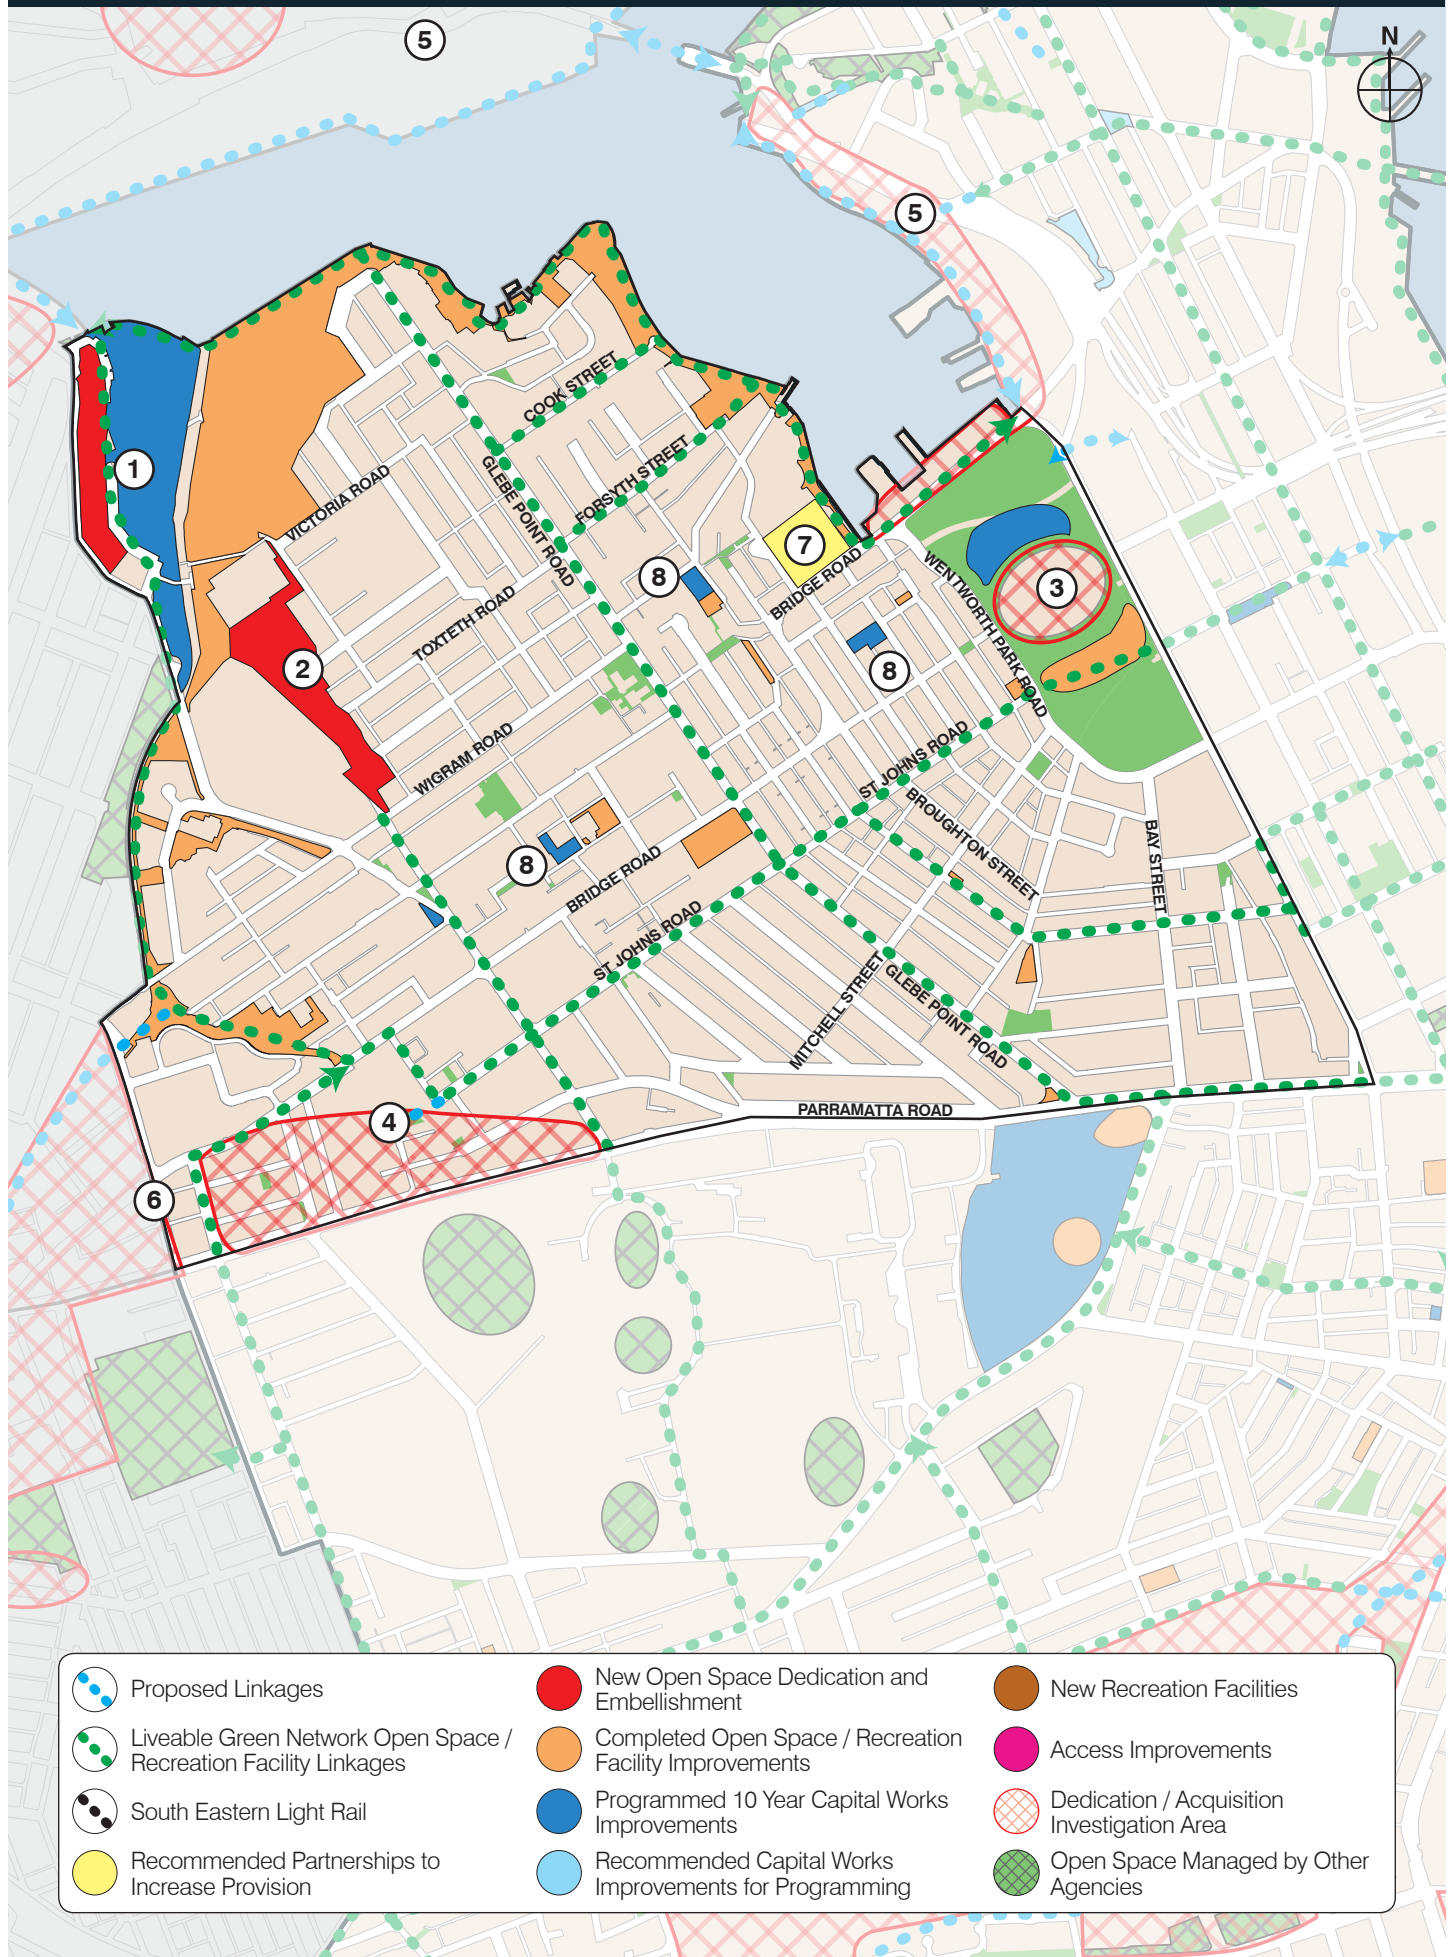 5
N
5
COOK STREET
1
VICTORIA ROAD
GLEBE POINT ROAD
FORSYTH STREET
7
8
BRIDGE ROAD
WENTWORTH PARK ROAD
3
TOXTETH ROAD
2
8
WIGRAM ROAD
ST JOHNS ROAD
BROUGHTON STREET
BAY STREET
8
BRIDGE ROAD
ST JOHNS ROAD
MITCHELL STREET
GLEBE POINT ROAD
4
PARRAMATTA ROAD
6
Proposed Linkages
Liveable Green Network Open Space /
Recreation Facility Linkages
South Eastern Light Rail
Recommended Partnerships to
Increase Provision
New Open Space Dedication and
Embellishment
Completed Open Space / Recreation
Facility Improvements
Programmed 10 Year Capital Works
Improvements
Recommended Capital Works
Improvements for Programming
New Recreation Facilities
Access Improvements
Dedication / Acquisition
Investigation Area
Open Space Managed by Other
Agencies